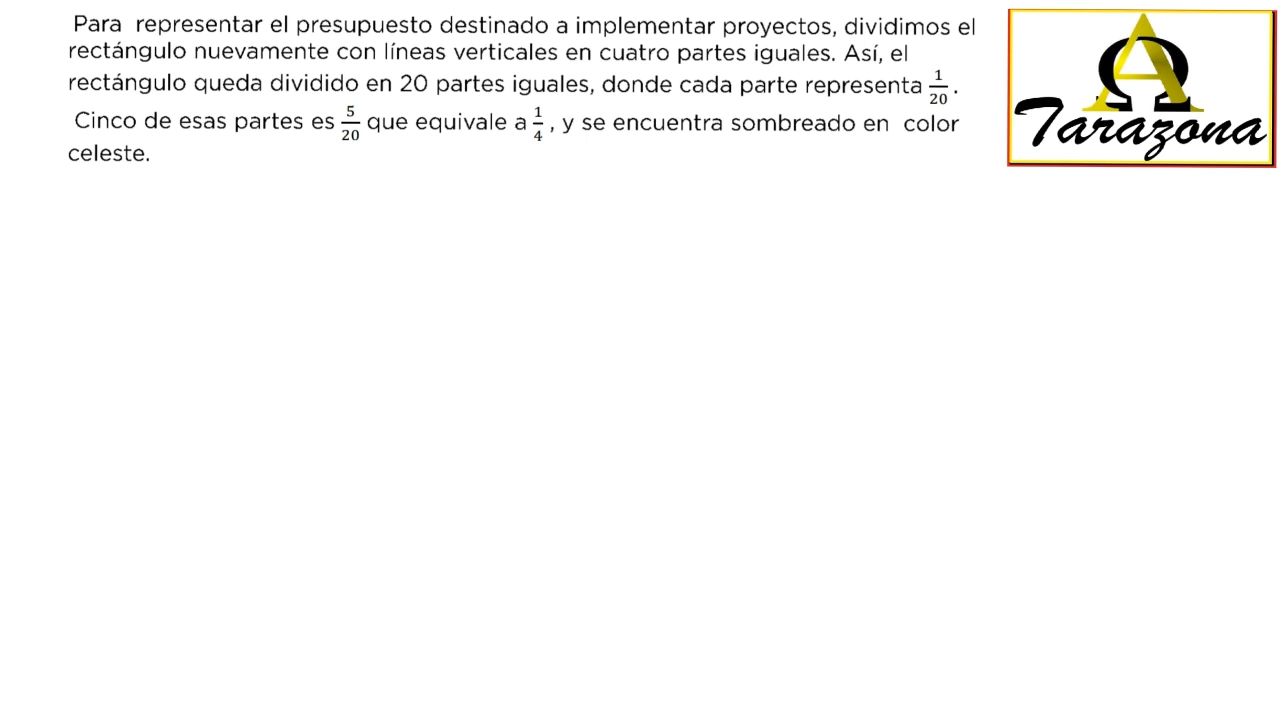 Para representar el presupuesto destinado a implementar proyectos, dividimos el
rectángulo nuevamente con líneas verticales en cuatro partes iguales. Así, el
rectángulo queda dividido en 20 partes iguales, donde cada parte representa 1/20.
Cinco de esas partes es 5/20 que equivale a 1/4, y se encuentra sombreado en color
celeste.
AΩ
Tarazona